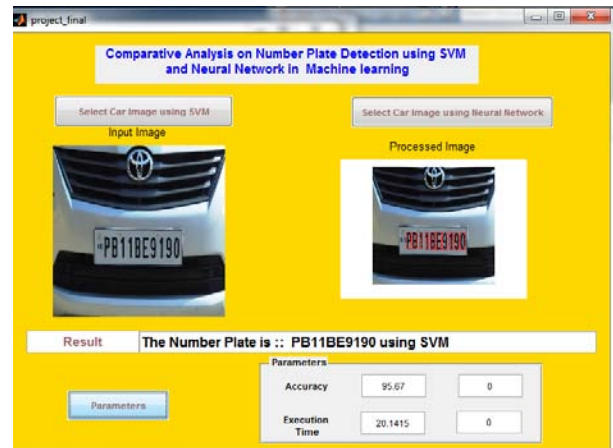 project_final
Comparative Analysis on Number Plate Detection using SVM
and Neural Network in Machine learning
Select Car Image using SVM
Select Car Image using Neural Network
Input Image
Processed Image
PB11BE9190
PB11BE9190
Result
The Number Plate is :: PB11BE9190 using SVM
Parameters
Parameters
Accuracy 95.67 0
Execution
Time 20.1415 0